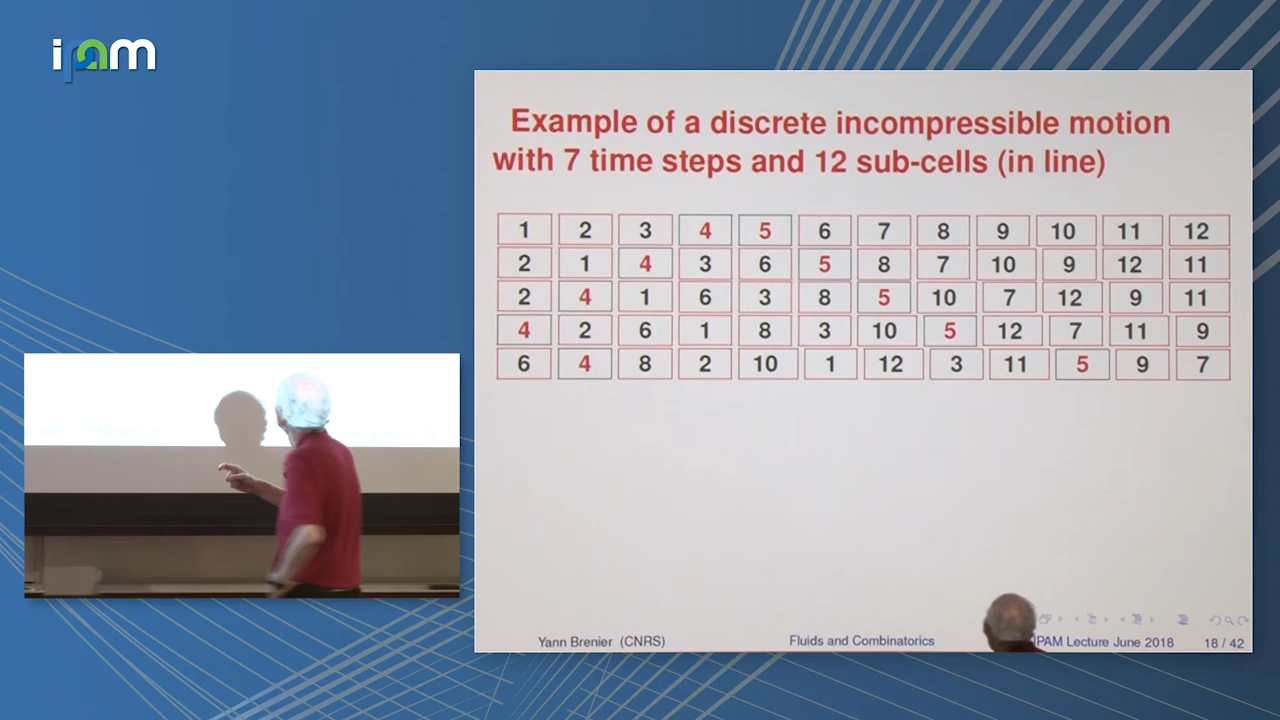 ipam
Example of a discrete incompressible motion
with 7 time steps and 12 sub-cells (in line)
1 2 3 4 5 6 7 8 9 10 11 12
2 1 4 3 6 5 8 7 10 9 12 11
2 4 1 6 3 8 5 10 7 12 9 11
4 2 6 1 8 3 10 5 12 7 11 9
6 4 8 2 10 1 12 3 11 5 9 7
Yann Brenier (CNRS) Fluids and Combinatorics IPAM Lecture June 2018 18 / 42